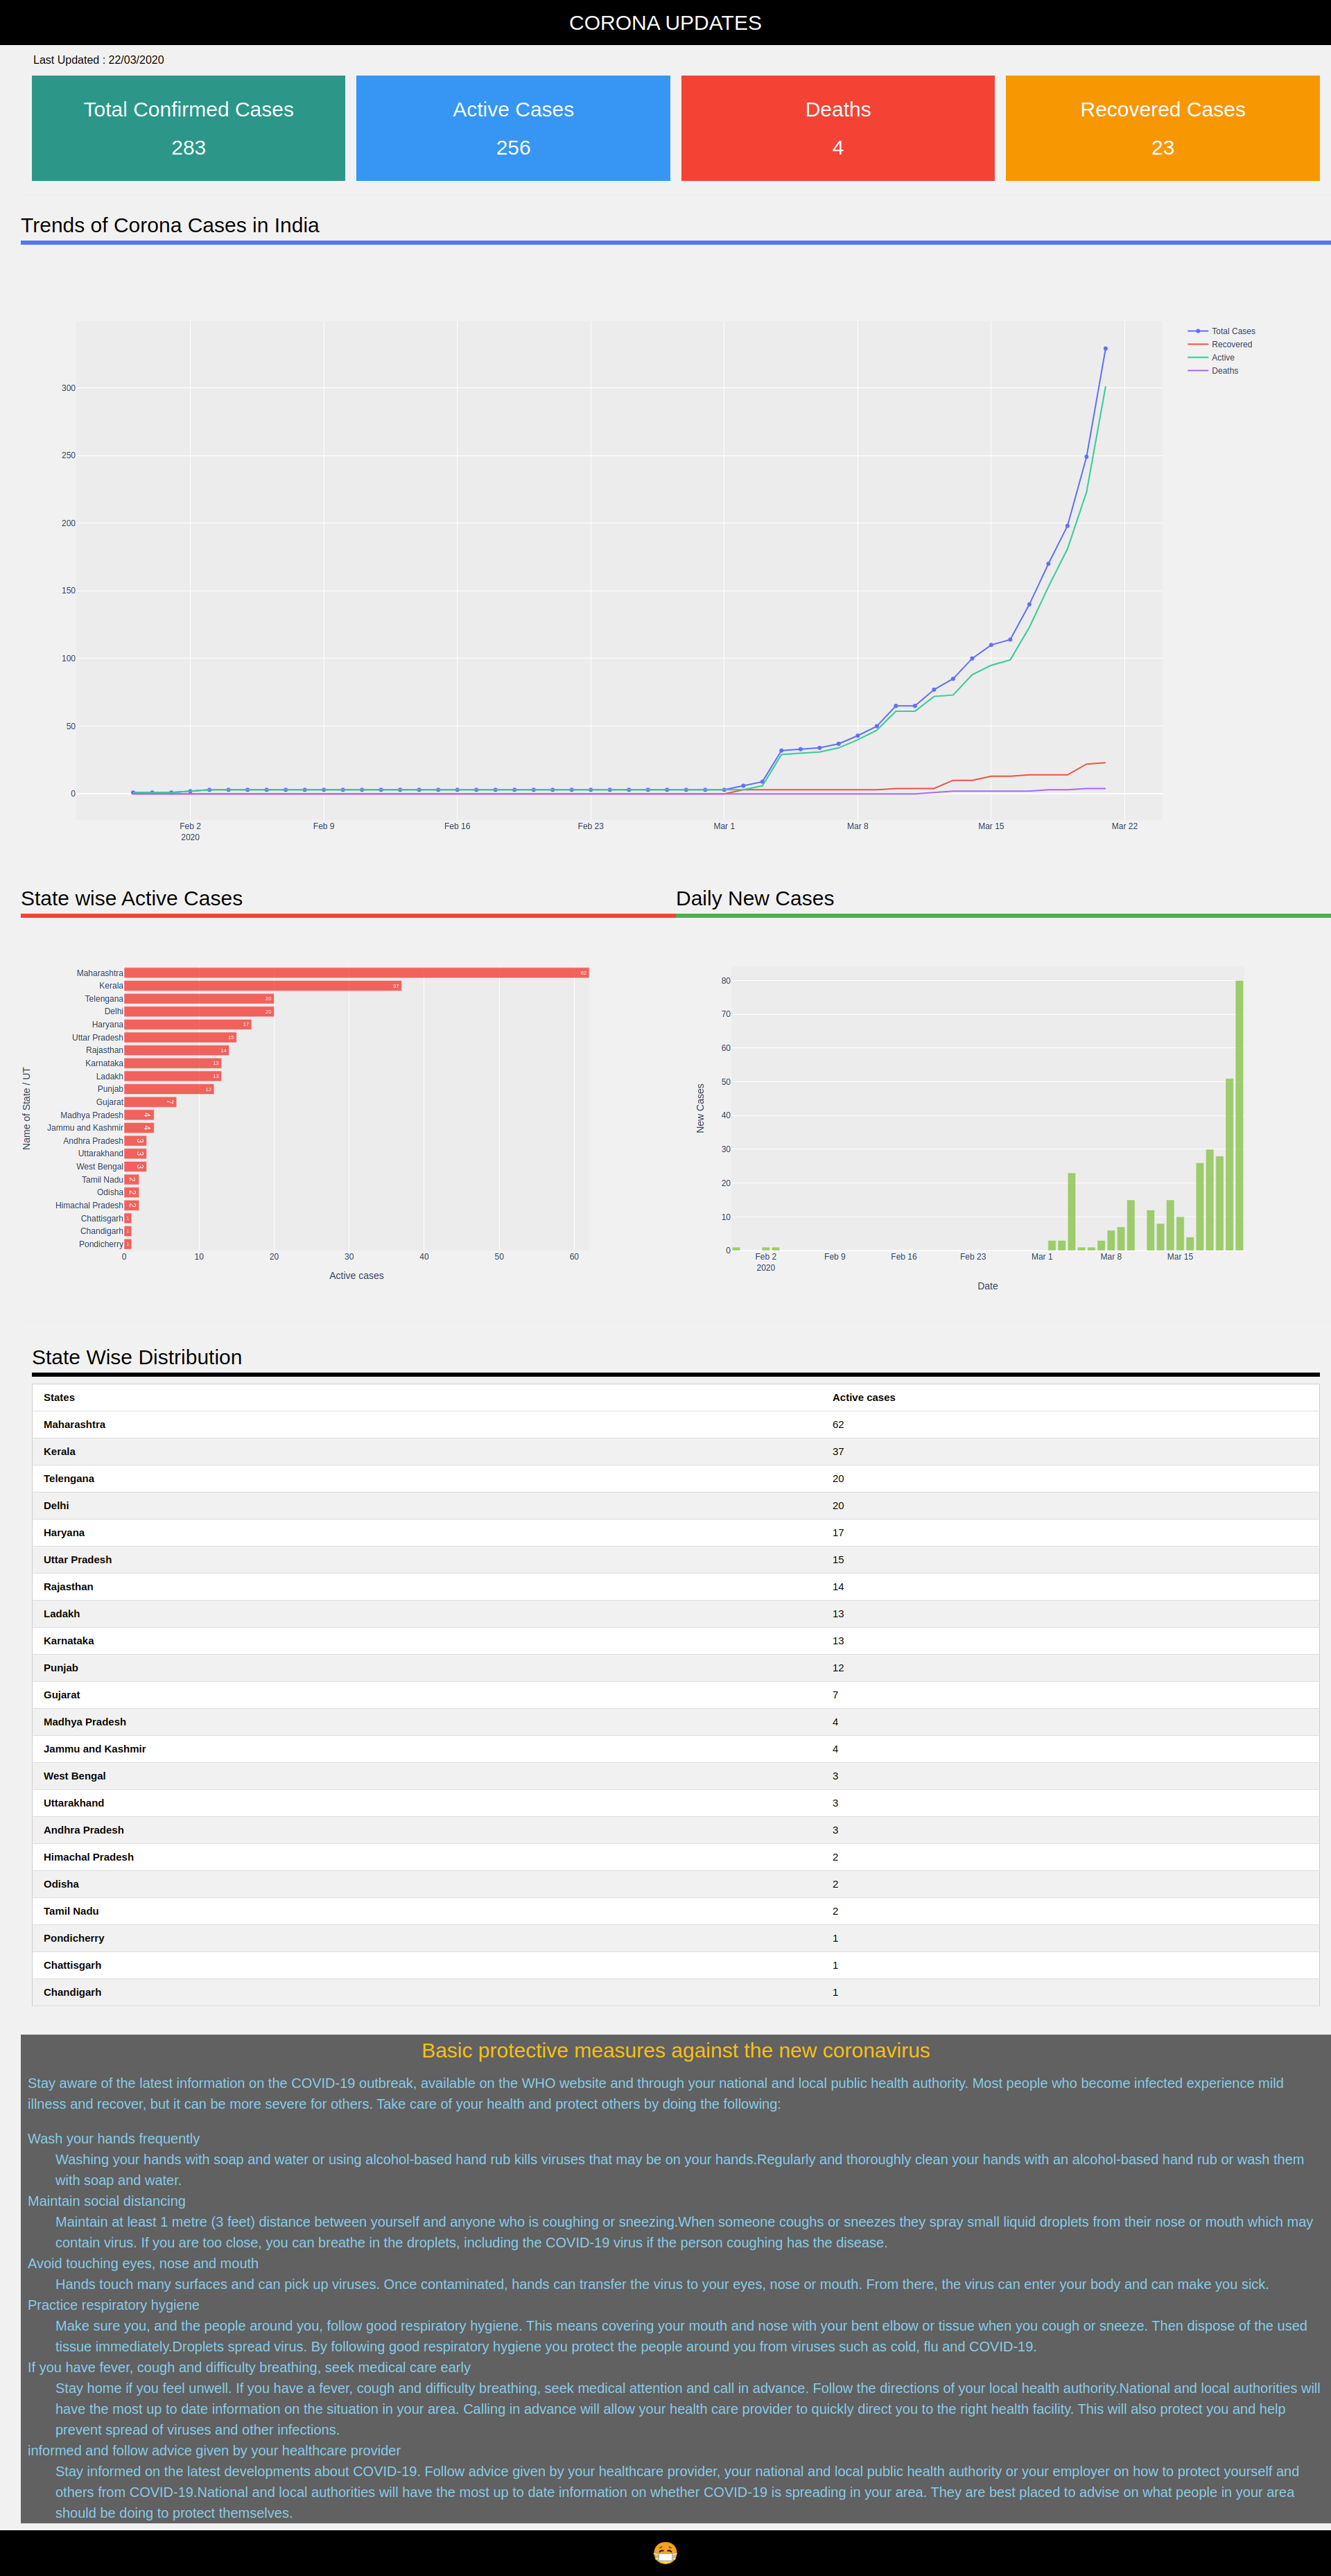 CORONA UPDATES
Last Updated : 22/03/2020
Total Confirmed Cases
283
Active Cases
256
Deaths
4
Recovered Cases
23
Trends of Corona Cases in India
Total Cases
Recovered
Active
Deaths
300
250
200
150
100
50
0
Feb 2
2020
Feb 9
Feb 16
Feb 23
Mar 1
Mar 8
Mar 15
Mar 22
State wise Active Cases
Name of State / UT
Maharashtra 62
Kerala 37
Telengana 20
Delhi 20
Haryana 17
Uttar Pradesh 15
Rajasthan 14
Karnataka 13
Ladakh 13
Punjab 12
Gujarat 7
Madhya Pradesh 4
Jammu and Kashmir 4
Andhra Pradesh 3
Uttarakhand 3
West Bengal 3
Tamil Nadu 2
Odisha 2
Himachal Pradesh 2
Chattisgarh 1
Chandigarh 1
Pondicherry 1
0 10 20 30 40 50 60
Active cases
Daily New Cases
New Cases
80
70
60
50
40
30
20
10
0
Feb 2
2020
Feb 9
Feb 16
Feb 23
Mar 1
Mar 8
Mar 15
Date
State Wise Distribution
States Active cases
Maharashtra 62
Kerala 37
Telengana 20
Delhi 20
Haryana 17
Uttar Pradesh 15
Rajasthan 14
Ladakh 13
Karnataka 13
Punjab 12
Gujarat 7
Madhya Pradesh 4
Jammu and Kashmir 4
West Bengal 3
Uttarakhand 3
Andhra Pradesh 3
Himachal Pradesh 2
Odisha 2
Tamil Nadu 2
Pondicherry 1
Chattisgarh 1
Chandigarh 1
Basic protective measures against the new coronavirus
Stay aware of the latest information on the COVID-19 outbreak, available on the WHO website and through your national and local public health authority. Most people who become infected experience mild
illness and recover, but it can be more severe for others. Take care of your health and protect others by doing the following:
Wash your hands frequently
Washing your hands with soap and water or using alcohol-based hand rub kills viruses that may be on your hands.Regularly and thoroughly clean your hands with an alcohol-based hand rub or wash them
with soap and water.
Maintain social distancing
Maintain at least 1 metre (3 feet) distance between yourself and anyone who is coughing or sneezing.When someone coughs or sneezes they spray small liquid droplets from their nose or mouth which may
contain virus. If you are too close, you can breathe in the droplets, including the COVID-19 virus if the person coughing has the disease.
Avoid touching eyes, nose and mouth
Hands touch many surfaces and can pick up viruses. Once contaminated, hands can transfer the virus to your eyes, nose or mouth. From there, the virus can enter your body and can make you sick.
Practice respiratory hygiene
Make sure you, and the people around you, follow good respiratory hygiene. This means covering your mouth and nose with your bent elbow or tissue when you cough or sneeze. Then dispose of the used
tissue immediately.Droplets spread virus. By following good respiratory hygiene you protect the people around you from viruses such as cold, flu and COVID-19.
If you have fever, cough and difficulty breathing, seek medical care early
Stay home if you feel unwell. If you have a fever, cough and difficulty breathing, seek medical attention and call in advance. Follow the directions of your local health authority.National and local authorities will
have the most up to date information on the situation in your area. Calling in advance will allow your health care provider to quickly direct you to the right health facility. This will also protect you and help
prevent spread of viruses and other infections.
informed and follow advice given by your healthcare provider
Stay informed on the latest developments about COVID-19. Follow advice given by your healthcare provider, your national and local public health authority or your employer on how to protect yourself and
others from COVID-19.National and local authorities will have the most up to date information on whether COVID-19 is spreading in your area. They are best placed to advise on what people in your area
should be doing to protect themselves.